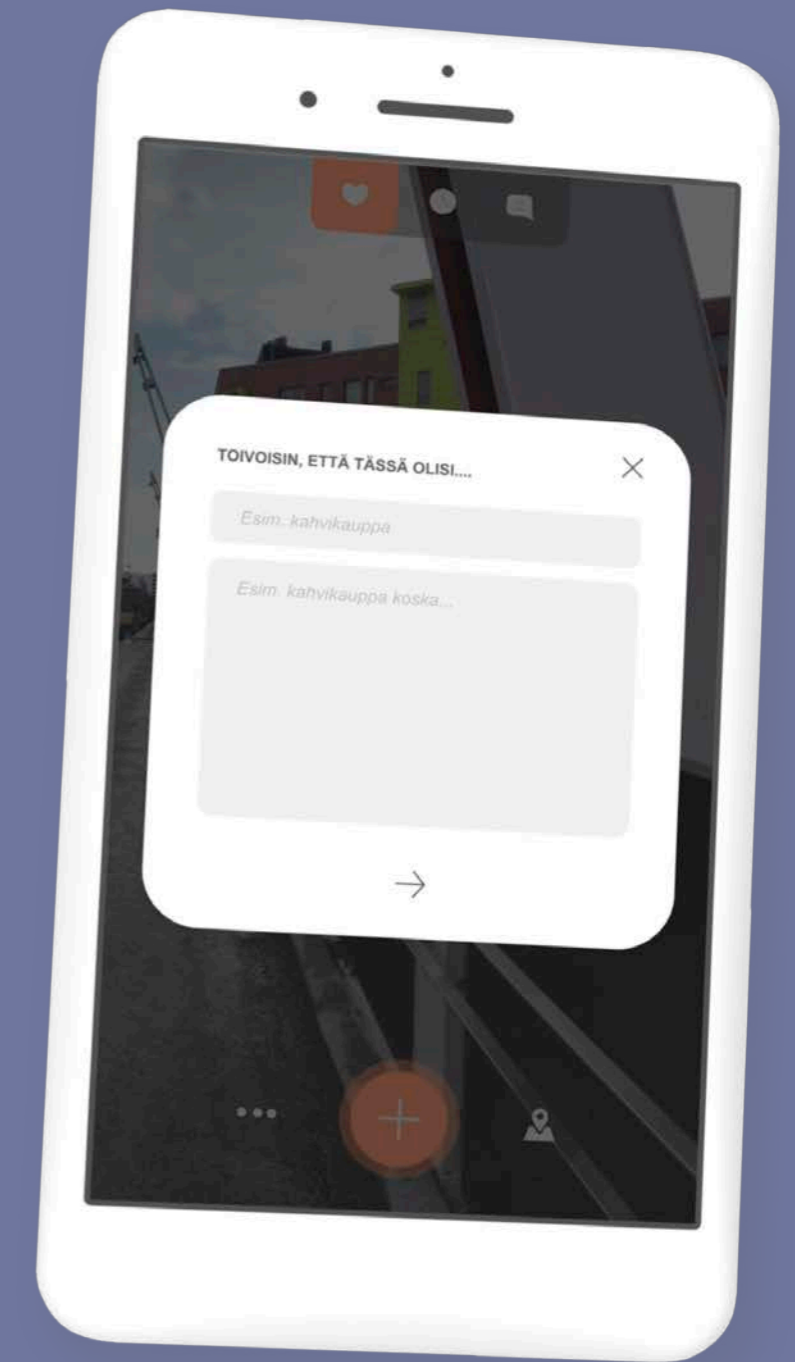 TOIVOISIN, ETTÄ TÄSSÄ OLISI....
Esim. kahvikauppa
Esim. kahvikauppa koska...